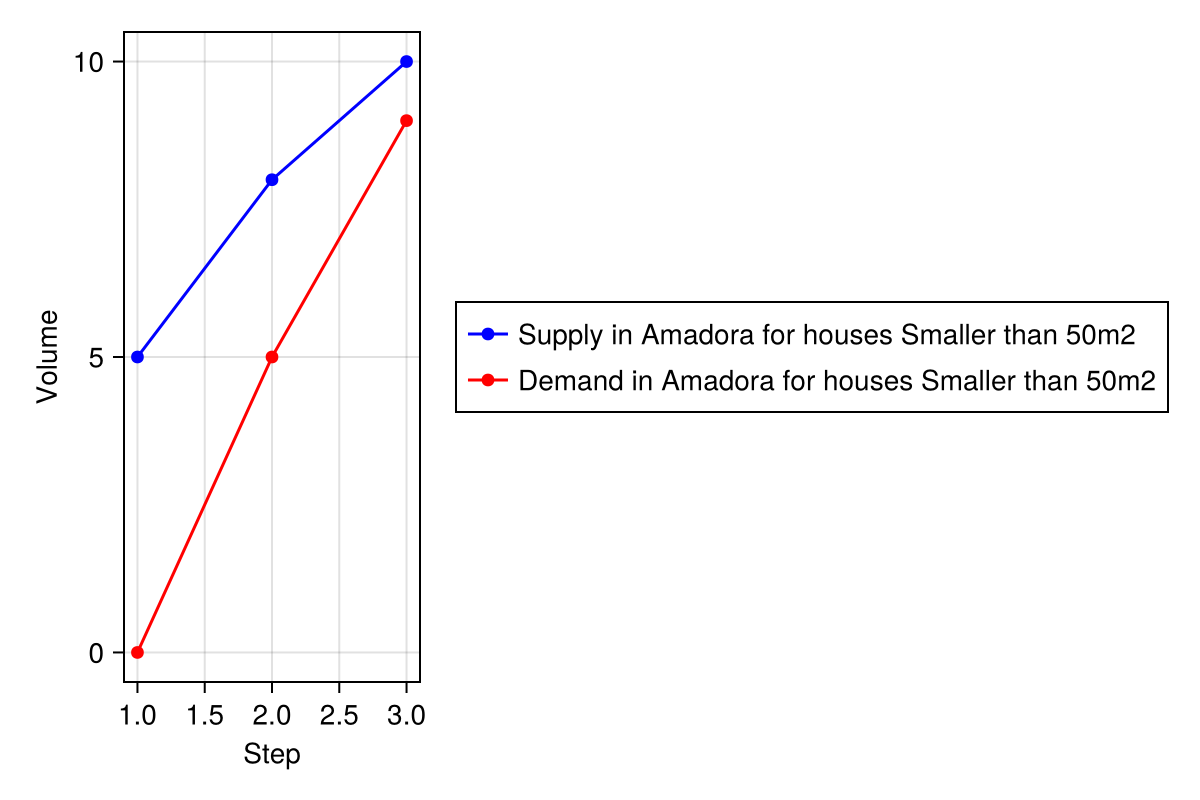 10
5
0
Volume
1.0 1.5 2.0 2.5 3.0
Step
Supply in Amadora for houses Smaller than 50m2
Demand in Amadora for houses Smaller than 50m2